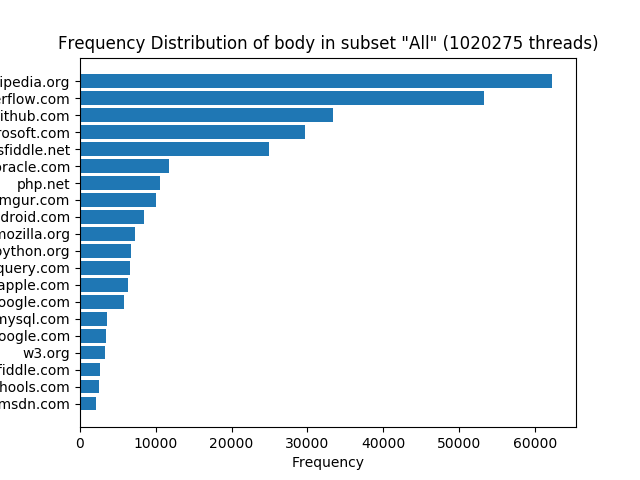 Frequency Distribution of body in subset "All" (1020275 threads)
ipedia.org
rflow.com
ithub.com
rosoft.com
sfiddle.net
oracle.com
php.net
mgur.com
droid.com
mozilla.org
python.org
query.com
apple.com
oogle.com
mysql.com
oogle.com
w3.org
fiddle.com
hools.com
msdn.com
0 10000 20000 30000 40000 50000 60000
Frequency